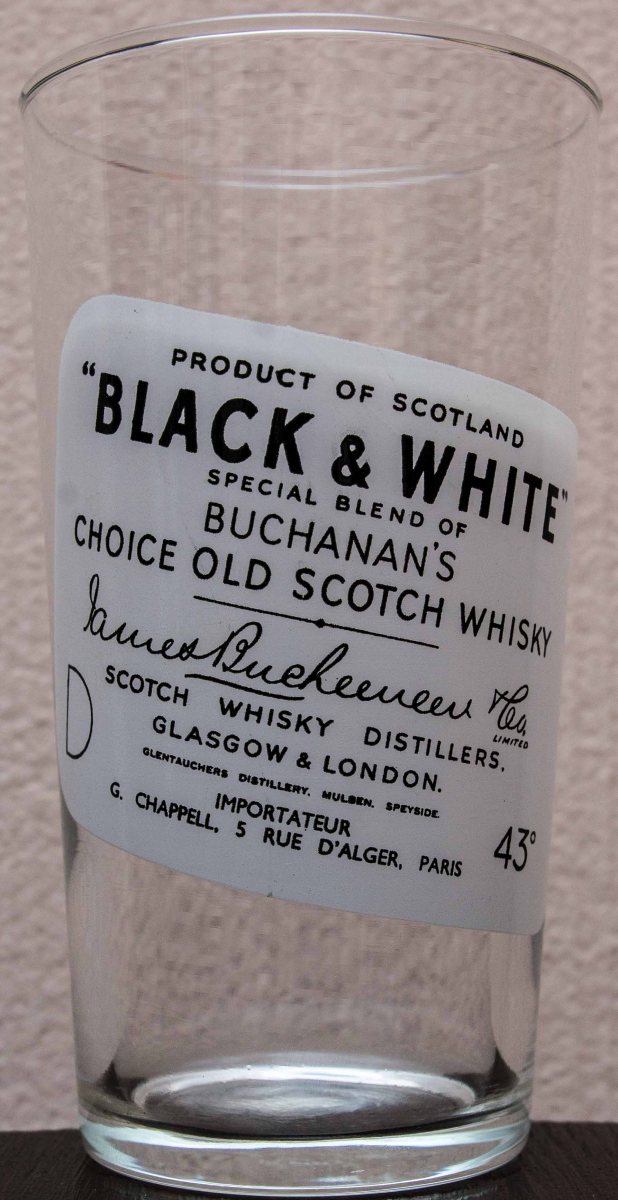 PRODUCT OF SCOTLAND
"BLACK & WHITE"
SPECIAL BLEND OF
BUCHANAN'S
CHOICE OLD SCOTCH WHISKY
James Buchanan & Co.
LIMITED
D
SCOTCH WHISKY DISTILLERS,
GLASGOW & LONDON.
GLENTAUCHERS DISTILLERY. MULBEN. SPEYSIDE.
IMPORTATEUR
G. CHAPPELL, 5 RUE D'ALGER, PARIS
43°